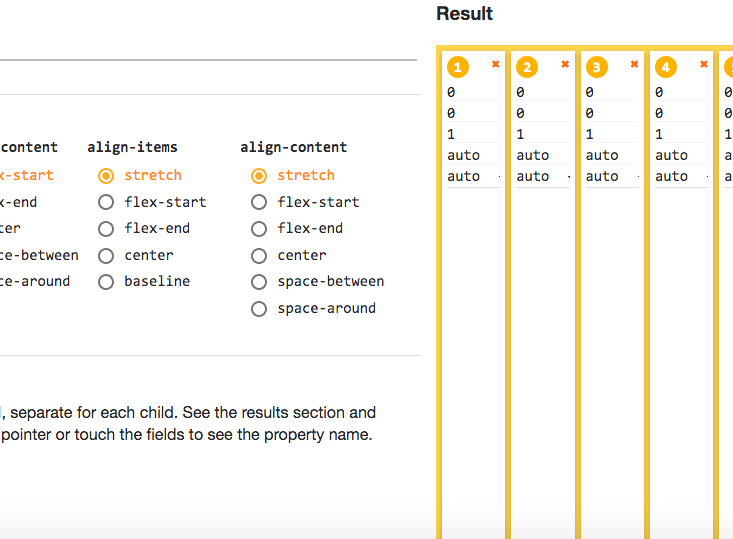 Result
content
x-start
x-end
ter
ce-between
ce-around
align-items
stretch
flex-start
flex-end
center
baseline
align-content
stretch
flex-start
flex-end
center
space-between
space-around
, separate for each child. See the results section and
pointer or touch the fields to see the property name.
1
0
0
1
auto
auto
2
0
0
1
auto
auto
3
0
0
1
auto
auto
4
0
0
1
auto
auto
0
0
1
a
a